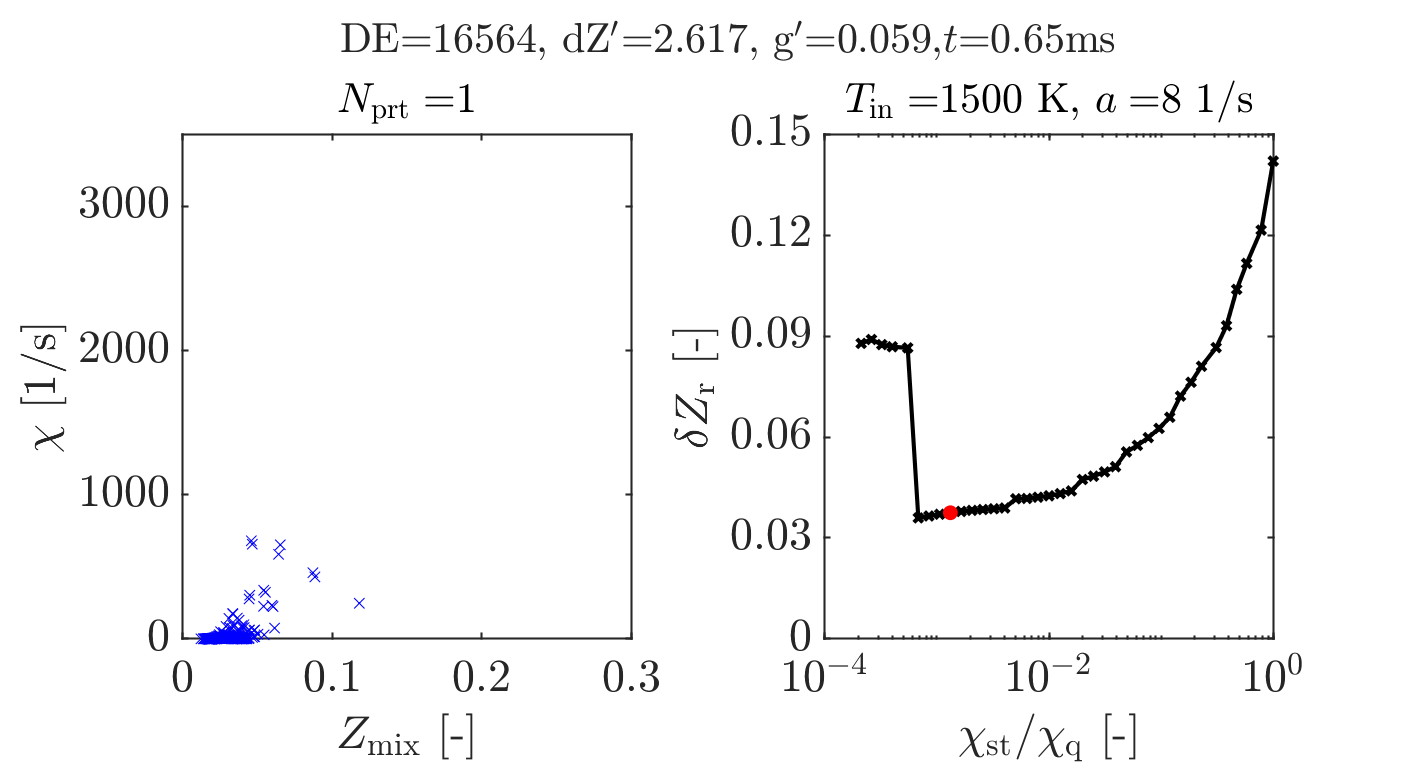 DE=16564, dZ′=2.617, g′=0.059,t=0.65ms
N_prt =1
T_in =1500 K, a =8 1/s
3000
2000
1000
0
χ [1/s]
0 0.1 0.2 0.3
Z_mix [-]
0.15
0.12
0.09
0.06
0.03
0
δZ_r [-]
10^−4 10^−2 10^0
χ_st/χ_q [-]